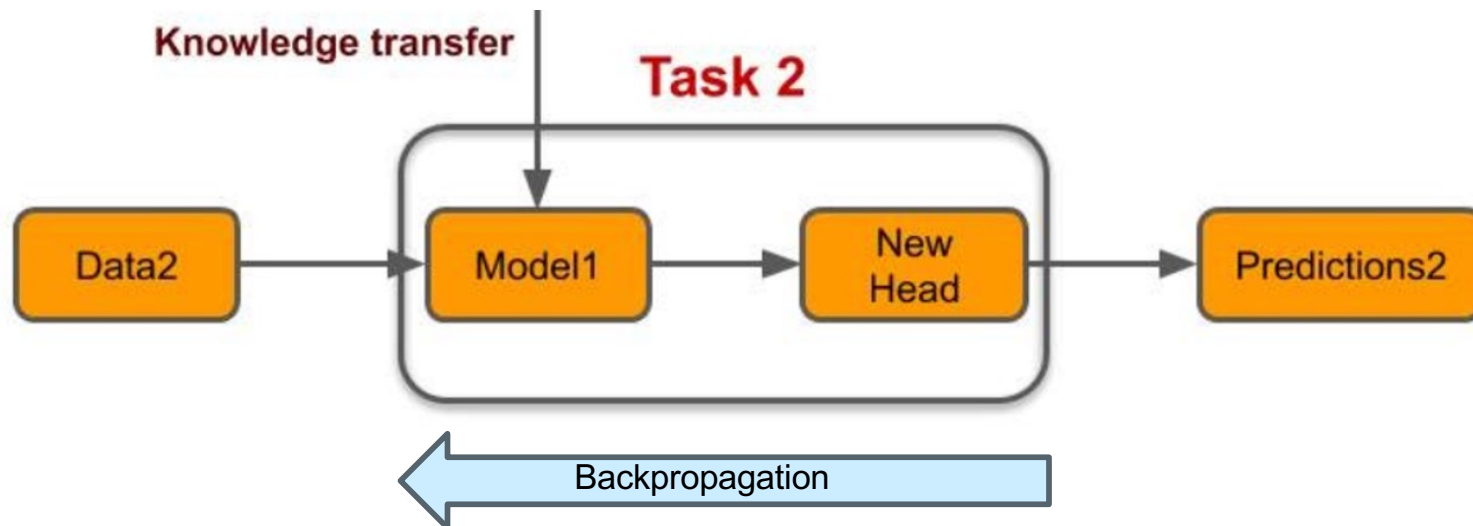 Knowledge transfer
Task 2
Data2
Model1
New
Head
Predictions2
Backpropagation